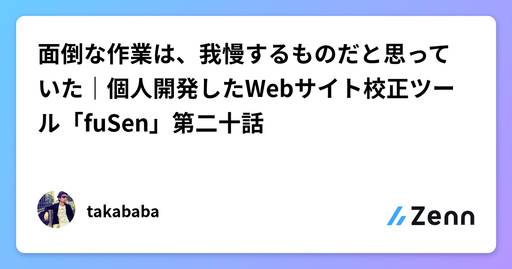 面倒な作業は、我慢するものだと思って
いた｜個人開発したWebサイト校正ツー
ル「fuSen」第二十話
takababa
Zenn